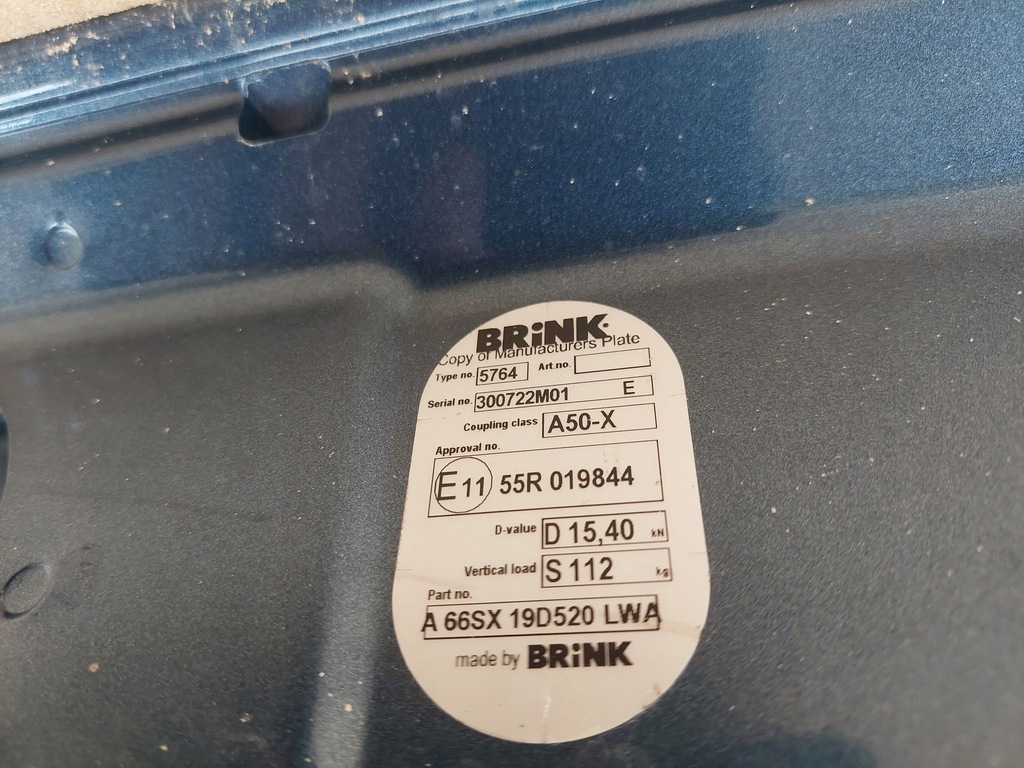 BRiNK
Copy of Manufacturers Plate
Type no. 5764 Art.no.
Serial no. 300722M01 E
Coupling class A50-X
Approval no.
E 11 55R 019844
D-value D 15,40 kN
Vertical load S 112 kg
Part no.
A 66SX 19D520 LWA
made by BRiNK